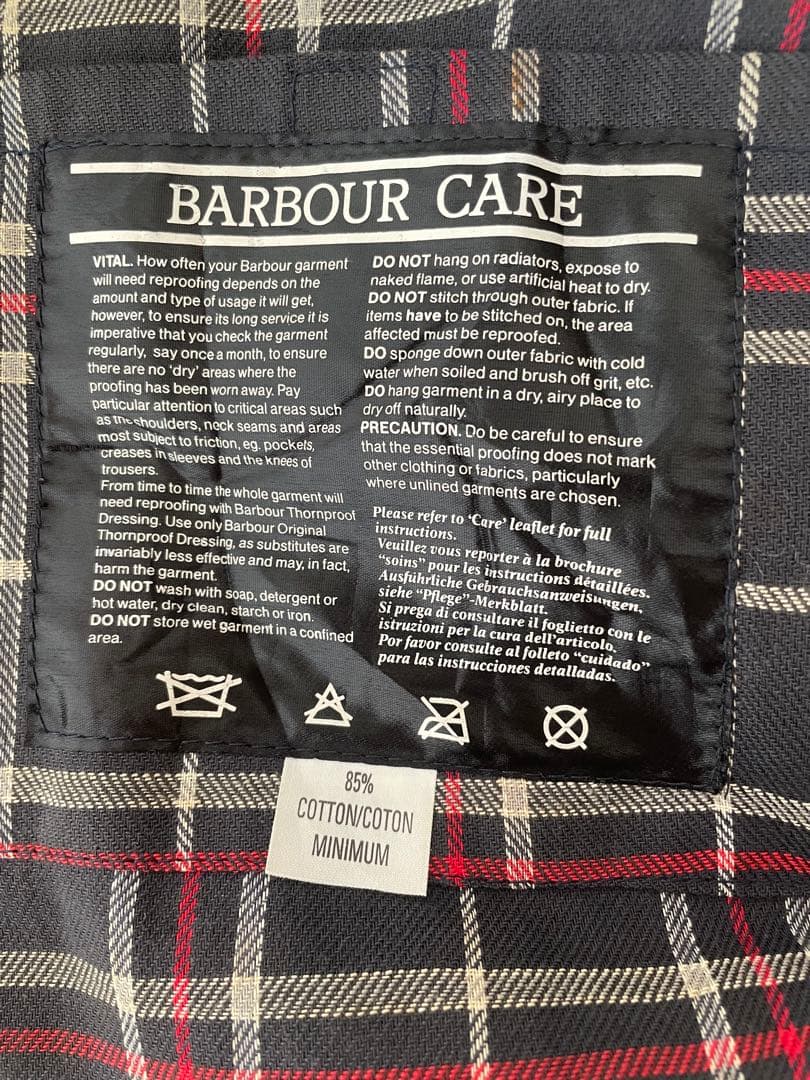 BARBOUR CARE
VITAL. How often your Barbour garment
will need reproofing depends on the
amount and type of usage it will get,
however, to ensure its long service it is
imperative that you check the garment
regularly, say once a month, to ensure
there are no 'dry' areas where the
proofing has been worn away. Pay
particular attention to critical areas such
as the shoulders, neck seams and areas
most subject to friction, eg. pockets,
creases in sleeves and the knees of
trousers.
From time to time the whole garment will
need reproofing with Barbour Thornproof
Dressing. Use only Barbour Original
Thornproof Dressing, as substitutes are
invariably less effective and may, in fact,
harm the garment.
DO NOT wash with soap, detergent or
hot water, dry clean, starch or iron.
DO NOT store wet garment in a confined
area.
DO NOT hang on radiators, expose to
naked flame, or use artificial heat to dry.
DO NOT stitch through outer fabric. If
items have to be stitched on, the area
affected must be reproofed.
DO sponge down outer fabric with cold
water when soiled and brush off grit, etc.
DO hang garment in a dry, airy place to
dry off naturally.
PRECAUTION. Do be careful to ensure
that the essential proofing does not mark
other clothing or fabrics, particularly
where unlined garments are chosen.
Please refer to 'Care' leaflet for full
instructions.
Veuillez vous reporter à la brochure
"soins" pour les instructions détaillées.
Ausführliche Gebrauchsanweisungen,
siehe "Pflege"-Merkblatt.
Si prega di consultare il foglietto con le
istruzioni per la cura dell'articolo.
Por favor consulte al folleto "cuidado"
para las instrucciones detalladas.
85%
COTTON/COTON
MINIMUM